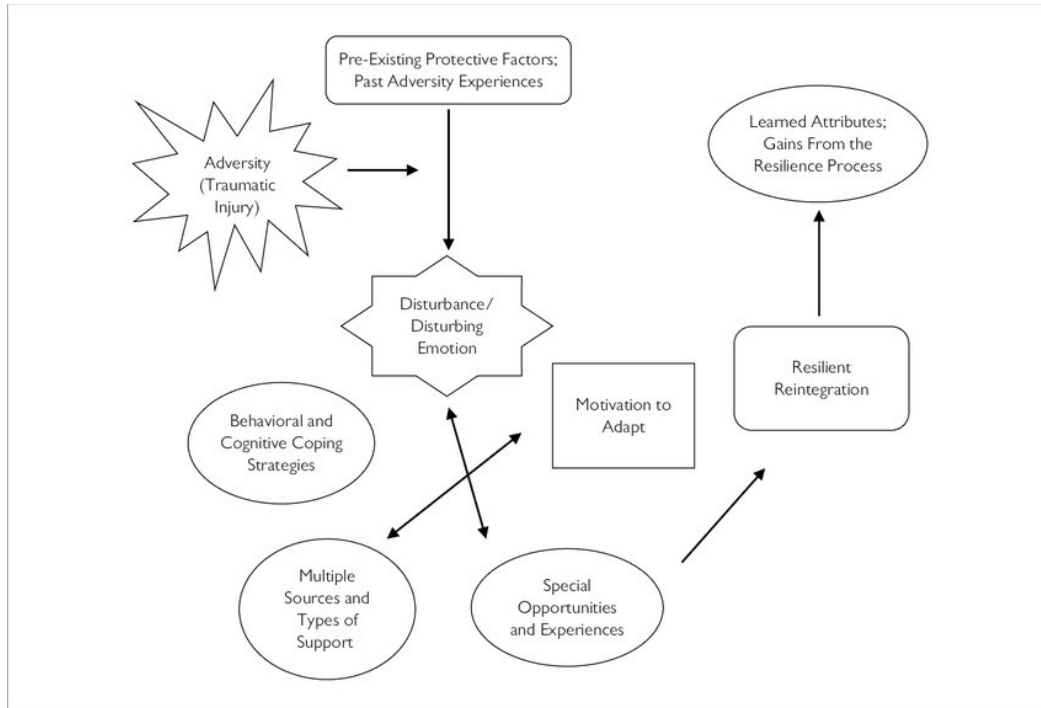 Pre-Existing Protective Factors;
Past Adversity Experiences
Adversity
(Traumatic
Injury)
Learned Attributes;
Gains From the
Resilience Process
Disturbance/
Disturbing
Emotion
Resilient
Reintegration
Motivation to
Adapt
Behavioral and
Cognitive Coping
Strategies
Multiple
Sources and
Types of
Support
Special
Opportunities
and Experiences